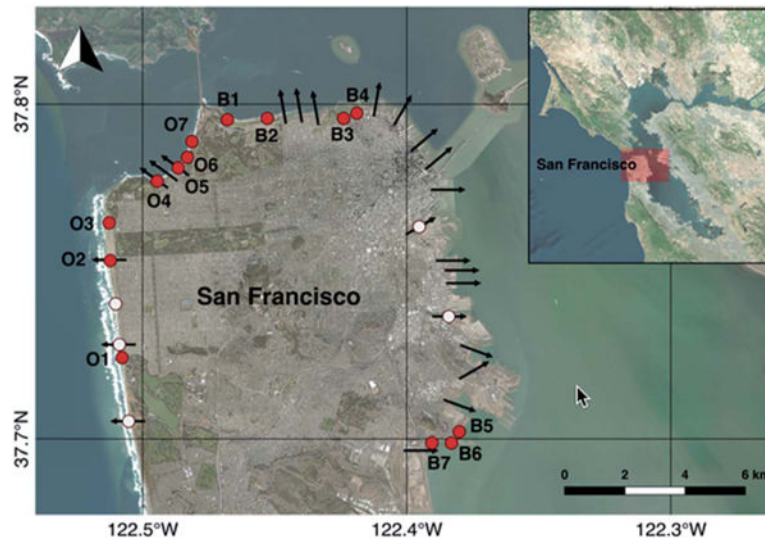 37.8°N
37.7°N
B1
B2
B3
B4
O7
O6
O5
O4
O3
O2
O1
San Francisco
San Francisco
B5
B6
B7
0 2 4 6 km
122.5°W 122.4°W 122.3°W